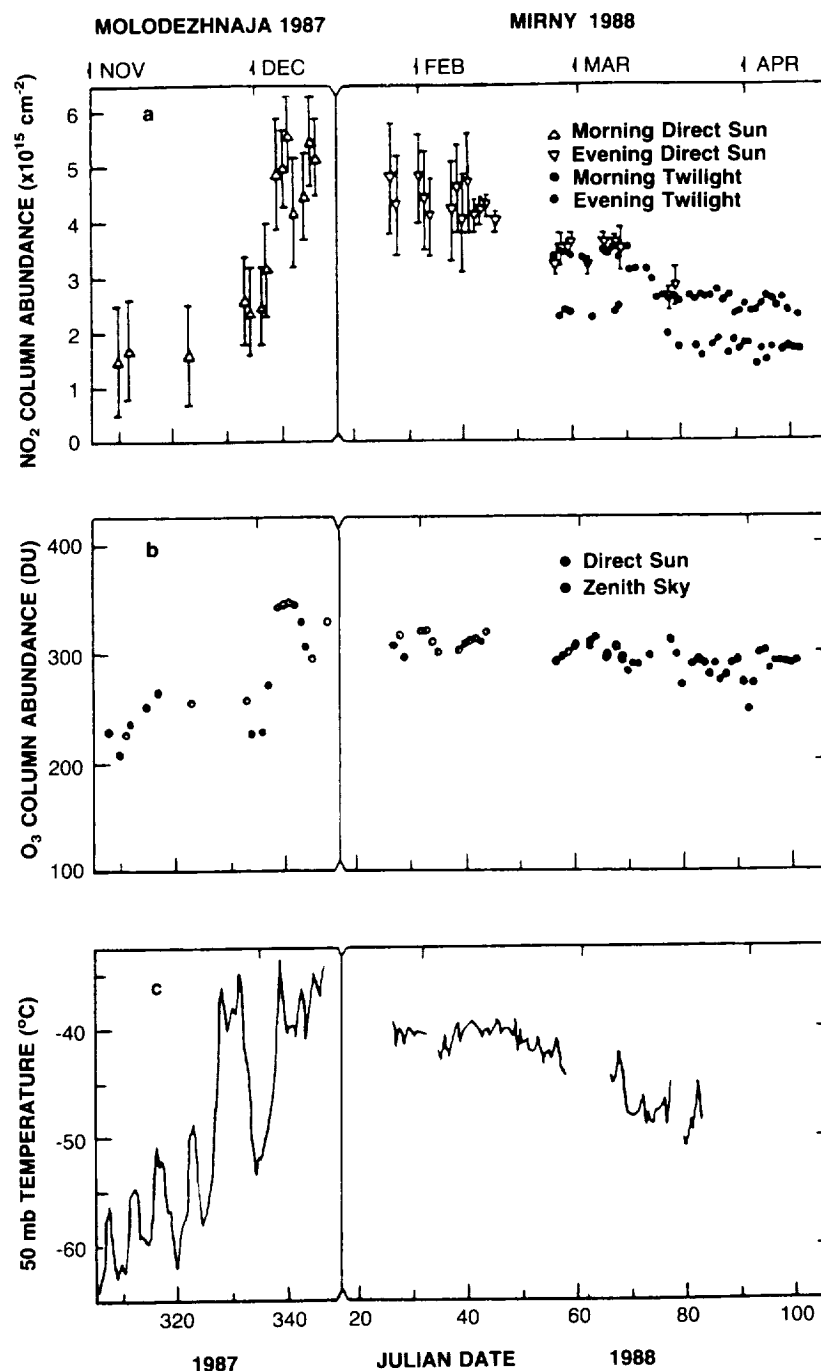 MOLODEZHNAJA 1987
MIRNY 1988
NOV
DEC
FEB
MAR
APR
a
Morning Direct Sun
Evening Direct Sun
Morning Twilight
Evening Twilight
NO₂ COLUMN ABUNDANCE (x10¹⁵ cm⁻²)
6
5
4
3
2
1
0
b
Direct Sun
Zenith Sky
O₃ COLUMN ABUNDANCE (DU)
400
300
200
100
c
50 mb TEMPERATURE (°C)
-40
-50
-60
320
340
20
40
60
80
100
1987
JULIAN DATE
1988